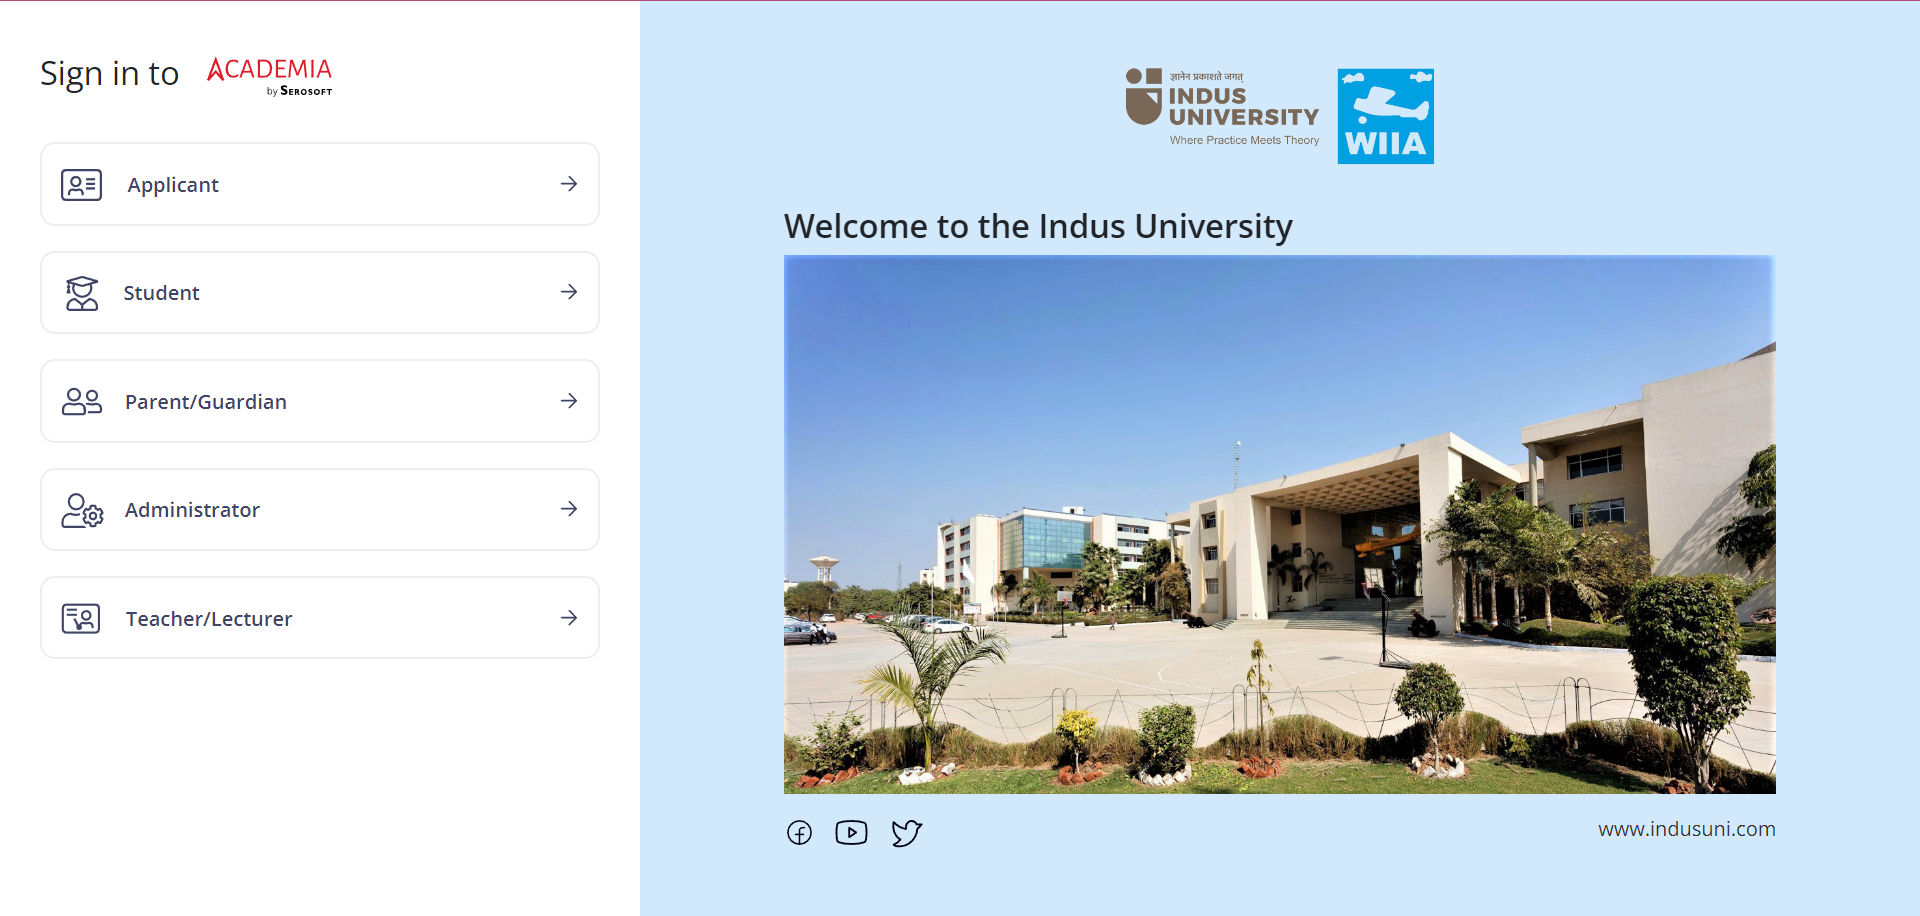 Sign in to
ACADEMIA
by SEROSOFT
Applicant
Student
Parent/Guardian
Administrator
Teacher/Lecturer
ज्ञानेन प्रकाशते जगत्
INDUS
UNIVERSITY
Where Practice Meets Theory
WIIA
Welcome to the Indus University
www.indusuni.com